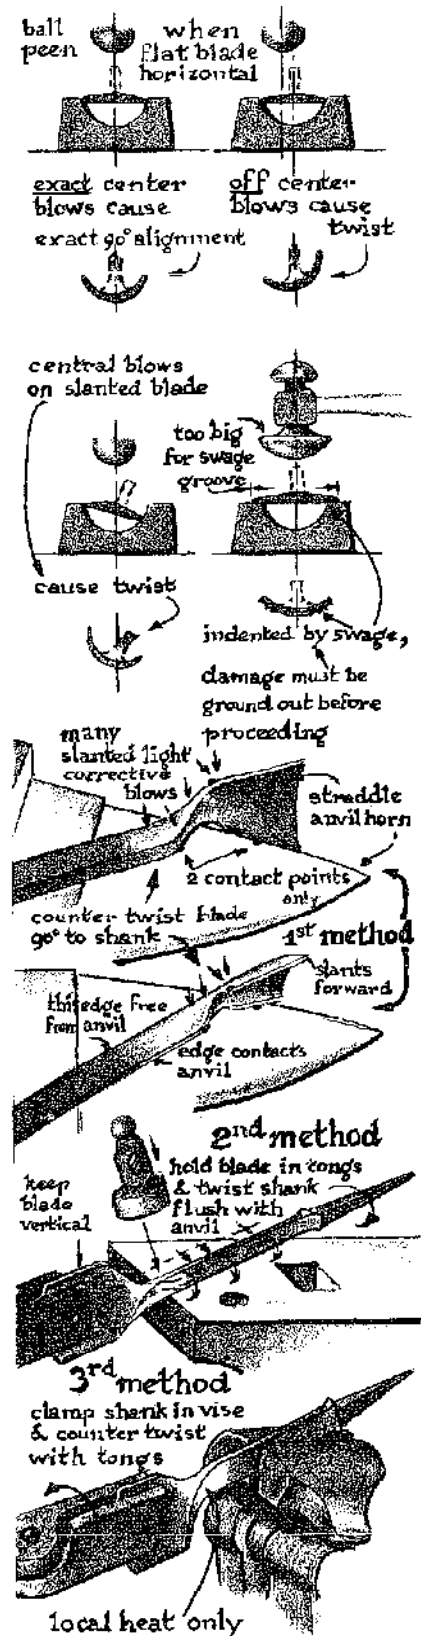 ball
peen
when
flat blade
horizontal
exact center
blows cause
exact 90° alignment
off center
blows cause
twist
central blows
on slanted blade
too big
for swage
groove
cause twist
indented by swage,
damage must be
ground out before
proceeding
many
slanted light
corrective
blows
straddle
anvil horn
2 contact points
only
counter twist blade
90° to shank
1st method
slants
forward
this edge free
from anvil
edge contacts
anvil
2nd method
hold blade in tongs
& twist shank
flush with
anvil
keep
blade
vertical
3rd method
clamp shank in vise
& counter twist
with tongs
local heat only